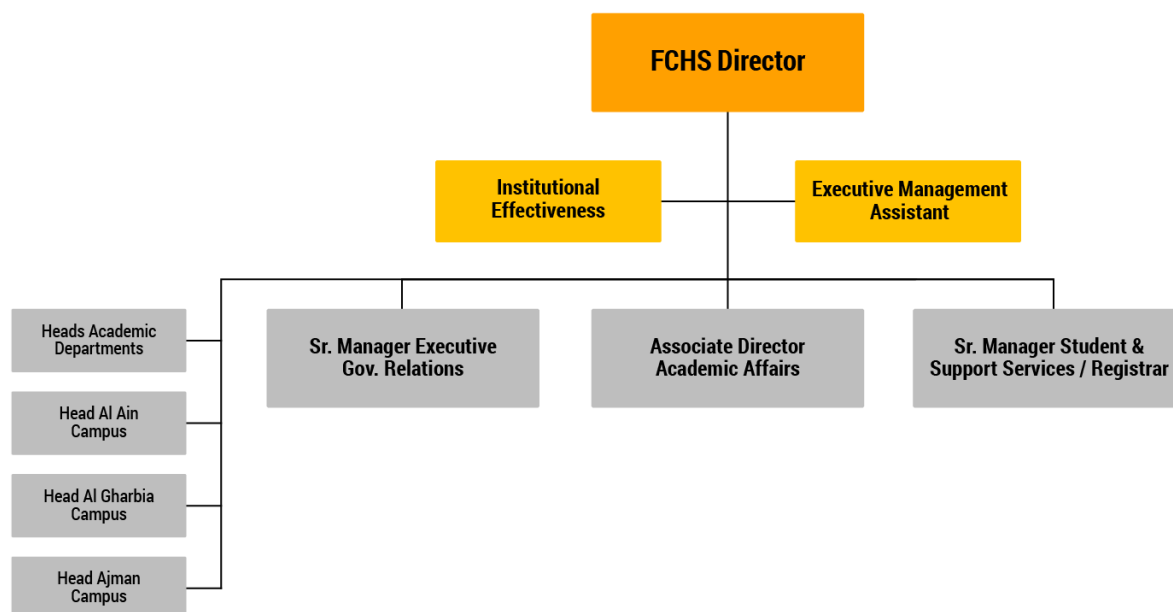 FCHS Director
Institutional
Effectiveness
Executive Management
Assistant
Heads Academic
Departments
Sr. Manager Executive
Gov. Relations
Associate Director
Academic Affairs
Sr. Manager Student &
Support Services / Registrar
Head Al Ain
Campus
Head Al Gharbia
Campus
Head Ajman
Campus